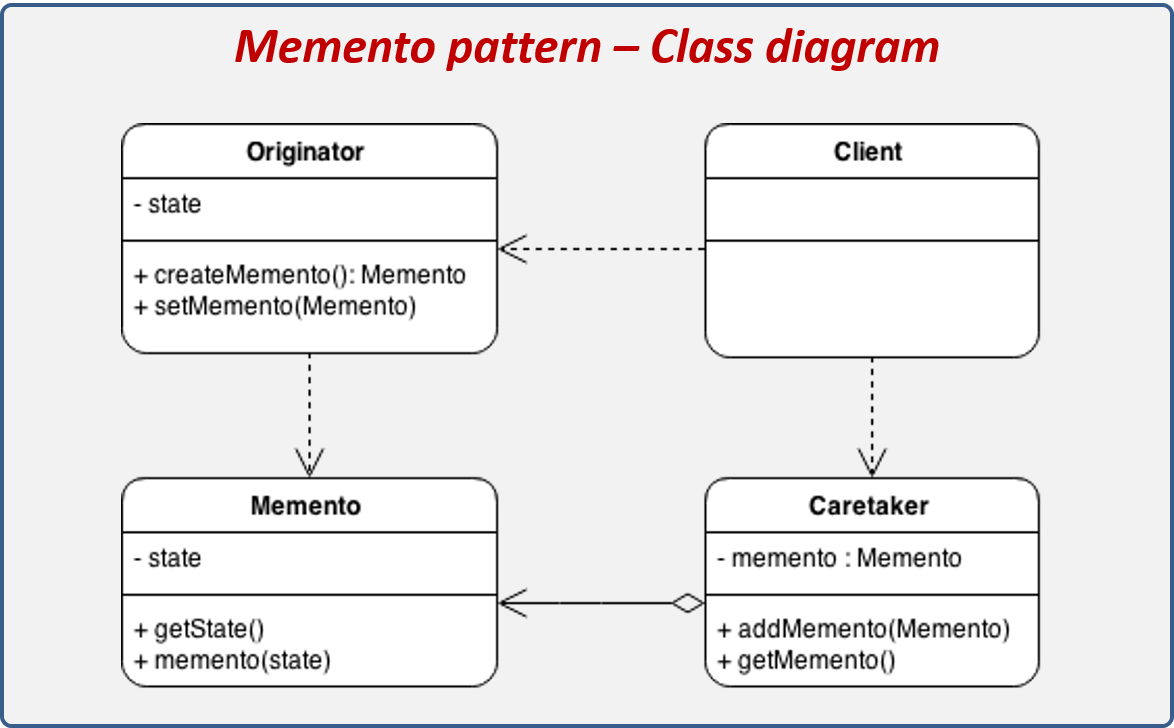 Memento pattern – Class diagram
Originator
- state
+ createMemento(): Memento
+ setMemento(Memento)
Client
Memento
- state
+ getState()
+ memento(state)
Caretaker
- memento : Memento
+ addMemento(Memento)
+ getMemento()